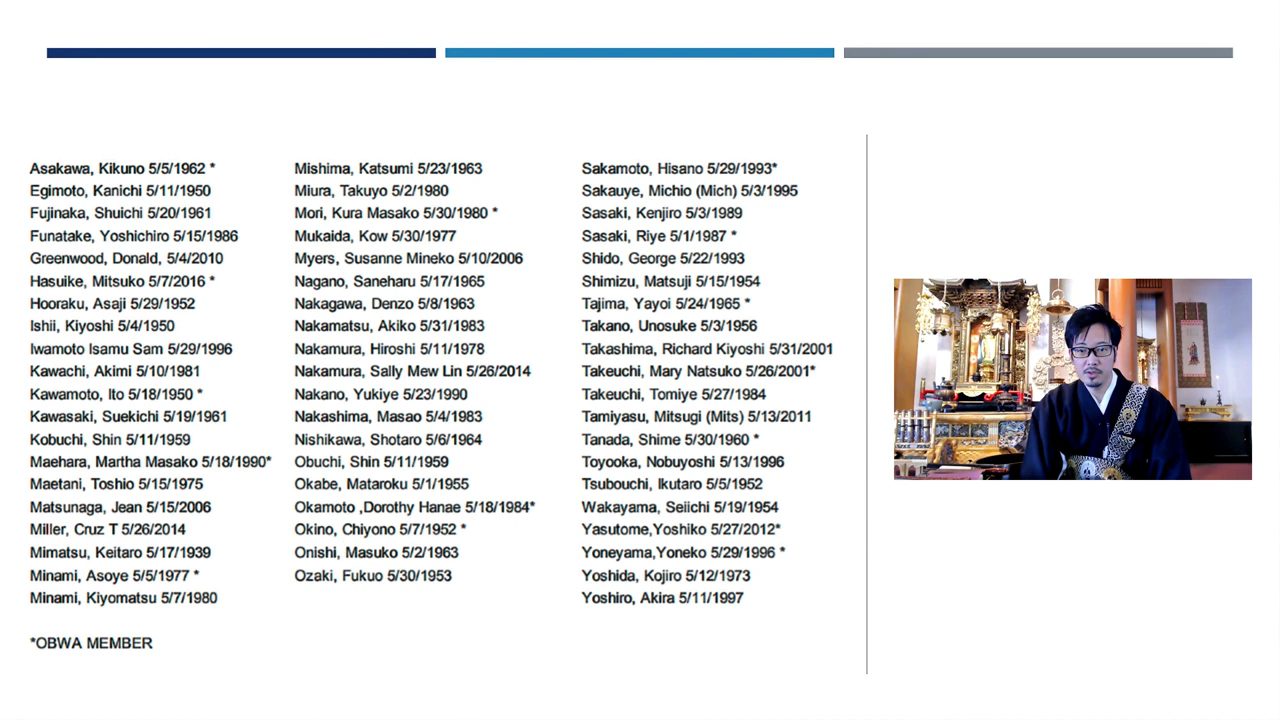 Asakawa, Kikuno 5/5/1962 *
Egimoto, Kanichi 5/11/1950
Fujinaka, Shuichi 5/20/1961
Funatake, Yoshichiro 5/15/1986
Greenwood, Donald, 5/4/2010
Hasuike, Mitsuko 5/7/2016 *
Hooraku, Asaji 5/29/1952
Ishii, Kiyoshi 5/4/1950
Iwamoto Isamu Sam 5/29/1996
Kawachi, Akimi 5/10/1981
Kawamoto, Ito 5/18/1950 *
Kawasaki, Suekichi 5/19/1961
Kobuchi, Shin 5/11/1959
Maehara, Martha Masako 5/18/1990*
Maetani, Toshio 5/15/1975
Matsunaga, Jean 5/15/2006
Miller, Cruz T 5/26/2014
Mimatsu, Keitaro 5/17/1939
Minami, Asoye 5/5/1977 *
Minami, Kiyomatsu 5/7/1980
*OBWA MEMBER
Mishima, Katsumi 5/23/1963
Miura, Takuyo 5/2/1980
Mori, Kura Masako 5/30/1980 *
Mukaida, Kow 5/30/1977
Myers, Susanne Mineko 5/10/2006
Nagano, Saneharu 5/17/1965
Nakagawa, Denzo 5/8/1963
Nakamatsu, Akiko 5/31/1983
Nakamura, Hiroshi 5/11/1978
Nakamura, Sally Mew Lin 5/26/2014
Nakano, Yukiye 5/23/1990
Nakashima, Masao 5/4/1983
Nishikawa, Shotaro 5/6/1964
Obuchi, Shin 5/11/1959
Okabe, Mataroku 5/1/1955
Okamoto ,Dorothy Hanae 5/18/1984*
Okino, Chiyono 5/7/1952 *
Onishi, Masuko 5/2/1963
Ozaki, Fukuo 5/30/1953
Sakamoto, Hisano 5/29/1993*
Sakauye, Michio (Mich) 5/3/1995
Sasaki, Kenjiro 5/3/1989
Sasaki, Riye 5/1/1987 *
Shido, George 5/22/1993
Shimizu, Matsuji 5/15/1954
Tajima, Yayoi 5/24/1965 *
Takano, Unosuke 5/3/1956
Takashima, Richard Kiyoshi 5/31/2001
Takeuchi, Mary Natsuko 5/26/2001*
Takeuchi, Tomiye 5/27/1984
Tamiyasu, Mitsugi (Mits) 5/13/2011
Tanada, Shime 5/30/1960 *
Toyooka, Nobuyoshi 5/13/1996
Tsubouchi, Ikutaro 5/5/1952
Wakayama, Seiichi 5/19/1954
Yasutome,Yoshiko 5/27/2012*
Yoneyama,Yoneko 5/29/1996 *
Yoshida, Kojiro 5/12/1973
Yoshiro, Akira 5/11/1997